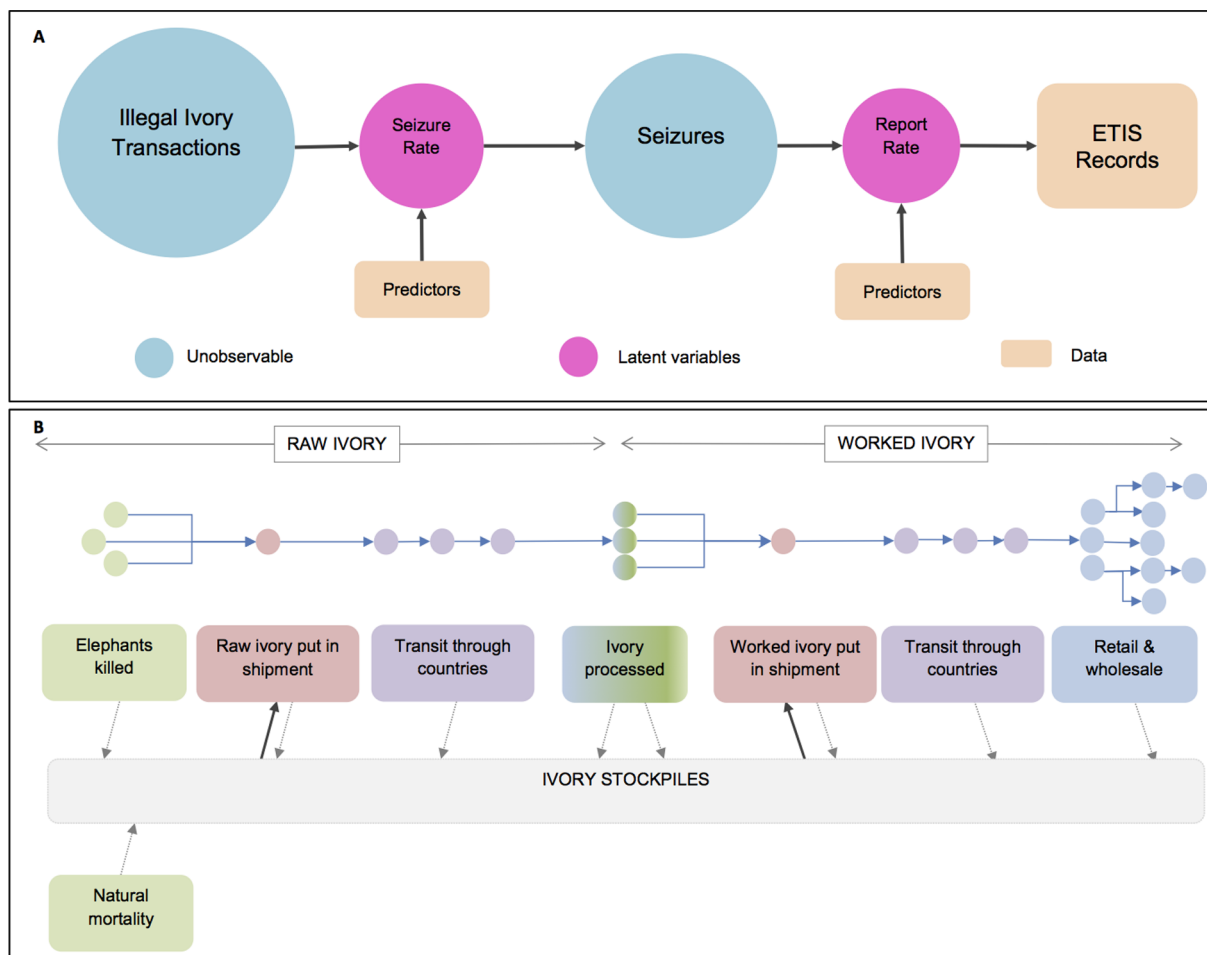 A
Illegal Ivory
Transactions
Seizure
Rate
Seizures
Report
Rate
ETIS
Records
Predictors
Predictors
Unobservable
Latent variables
Data
B
RAW IVORY
WORKED IVORY
Elephants
killed
Raw ivory put in
shipment
Transit through
countries
Ivory
processed
Worked ivory put
in shipment
Transit through
countries
Retail &
wholesale
IVORY STOCKPILES
Natural
mortality